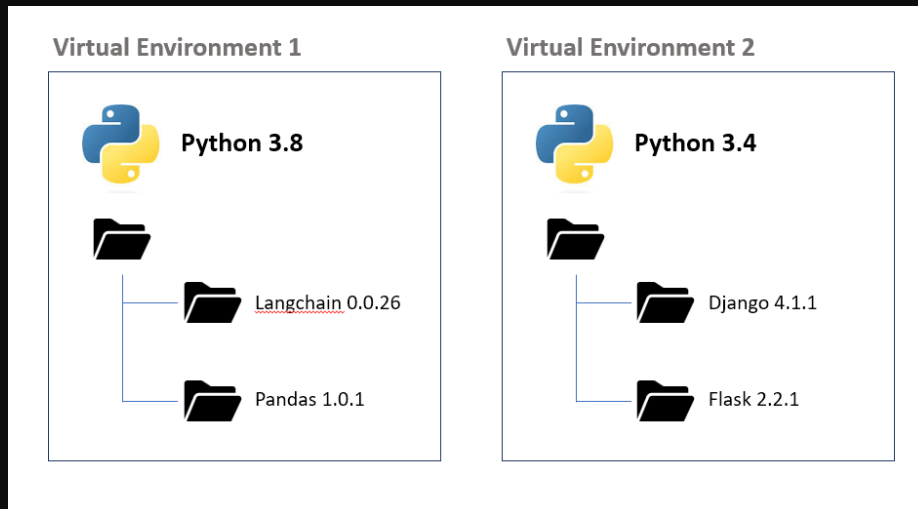 Virtual Environment 1
Python 3.8
Langchain 0.0.26
Pandas 1.0.1
Virtual Environment 2
Python 3.4
Django 4.1.1
Flask 2.2.1